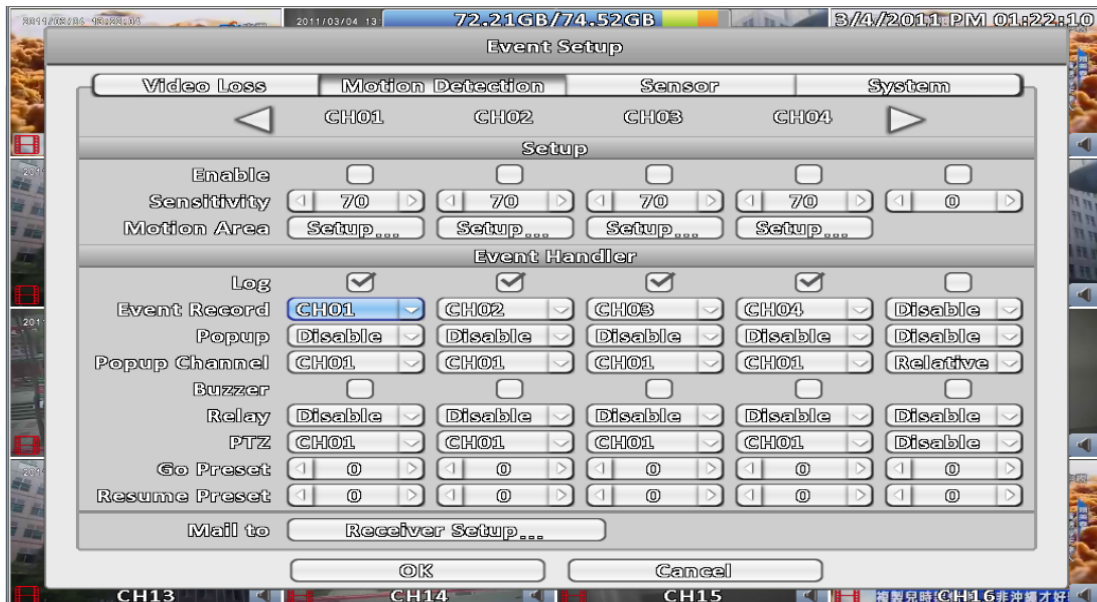 2011/03/04 13:
72.21GB/74.52GB
3/4/2011 PM 01:22:10
Event Setup
Video Loss Motion Detection Sensor System
CH01 CH02 CH03 CH04
Setup
Enable
Sensitivity 70 70 70 70 0
Motion Area Setup... Setup... Setup... Setup...
Event Handler
Log
Event Record CH01 CH02 CH03 CH04 Disable
Popup Disable Disable Disable Disable Disable
Popup Channel CH01 CH01 CH01 CH01 Relative
Buzzer
Relay Disable Disable Disable Disable Disable
PTZ CH01 CH01 CH01 CH01 Disable
Go Preset 0 0 0 0 0
Resume Preset 0 0 0 0 0
Mail to Receiver Setup...
OK Cancel
CH13 CH14 CH15 CH16